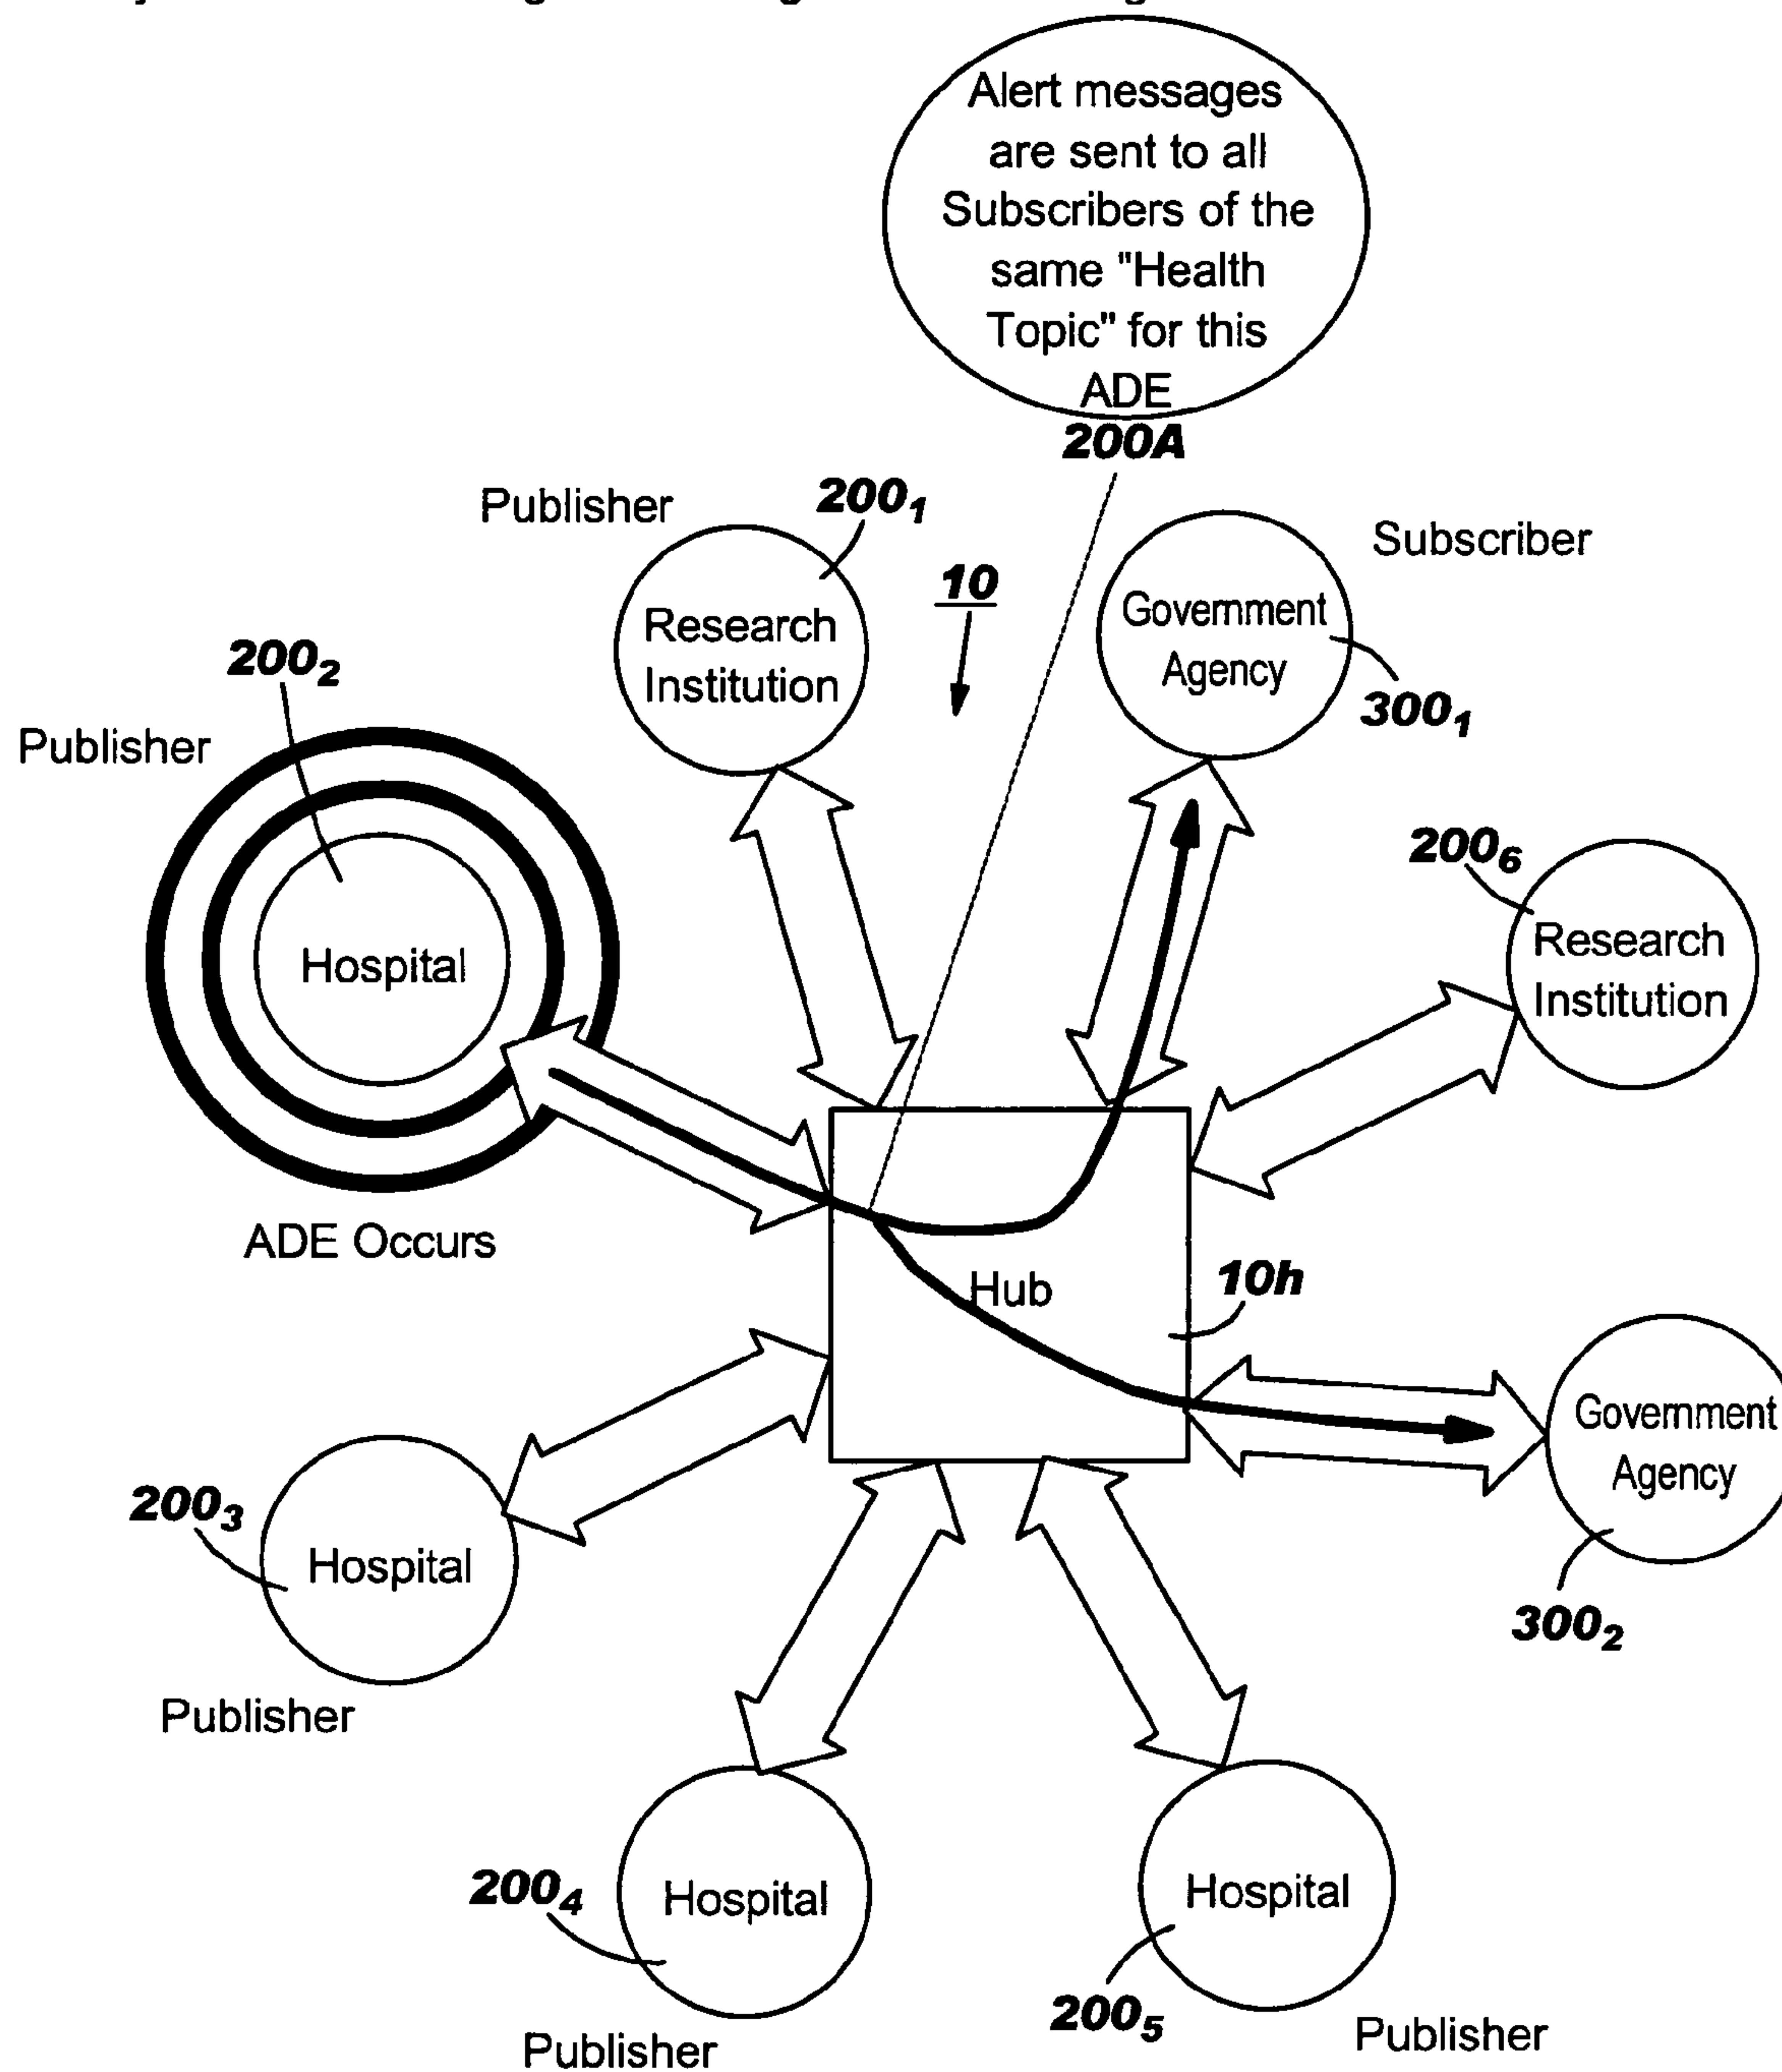 Alert messages
are sent to all
Subscribers of the
same "Health
Topic" for this
ADE
200A
Publisher
200₁
Subscriber
10
Research
Institution
Government
Agency
300₁
200₂
Publisher
Hospital
ADE Occurs
200₆
Research
Institution
Hub
10h
Government
Agency
300₂
200₃
Hospital
Publisher
200₄
Hospital
Publisher
Hospital
200₅
Publisher